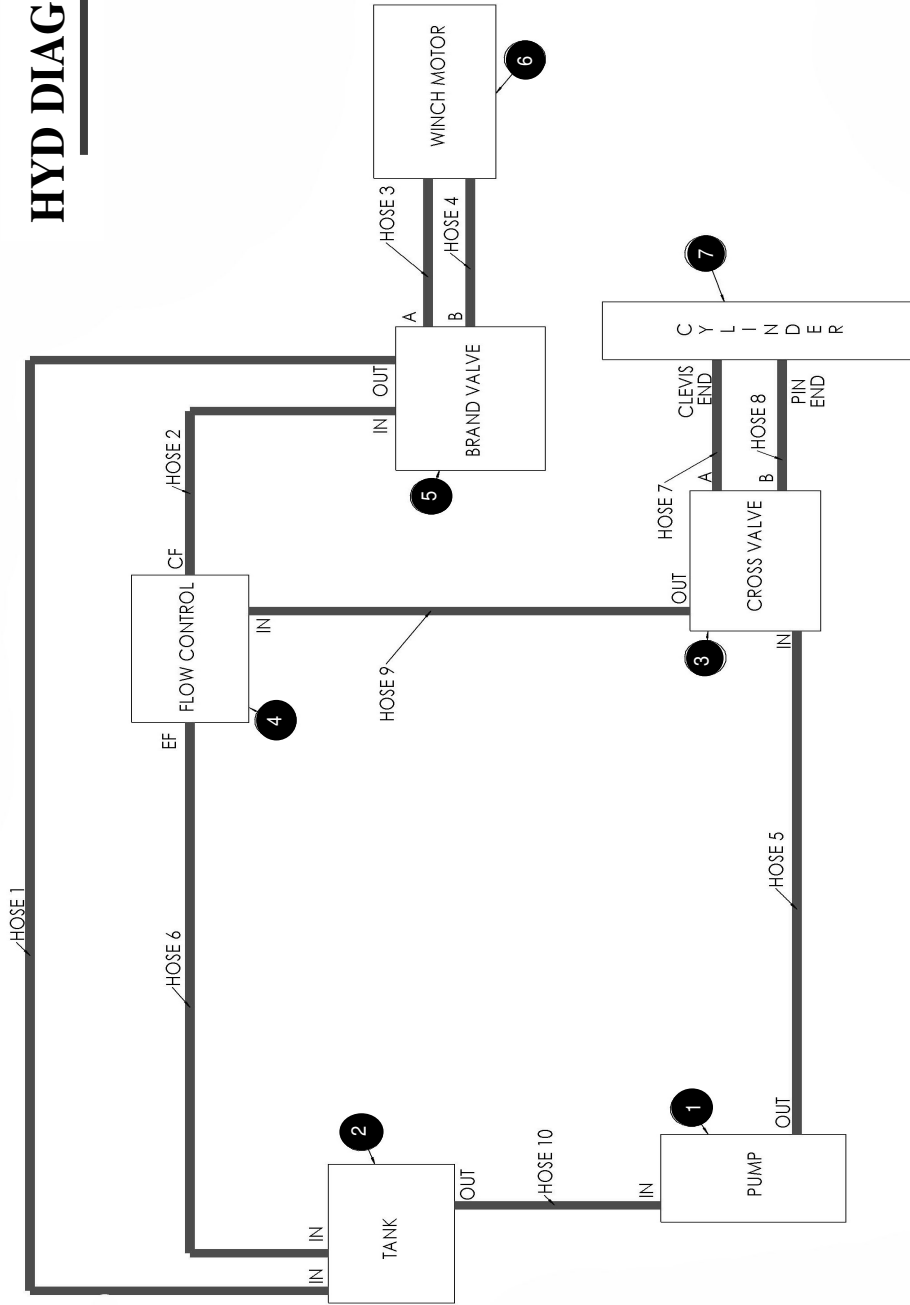 HYD DIAG
HOSE 1
HOSE 6
EF
FLOW CONTROL
CF
HOSE 2
IN
4
IN
IN
TANK
2
OUT
HOSE 10
IN
PUMP
1
OUT
HOSE 9
IN
OUT
BRAND VALVE
5
A
B
HOSE 3
HOSE 4
WINCH MOTOR
6
HOSE 5
IN
3
OUT
CROSS VALVE
A
B
HOSE 7
HOSE 8
CLEVIS
END
PIN
END
CYLINDER
7